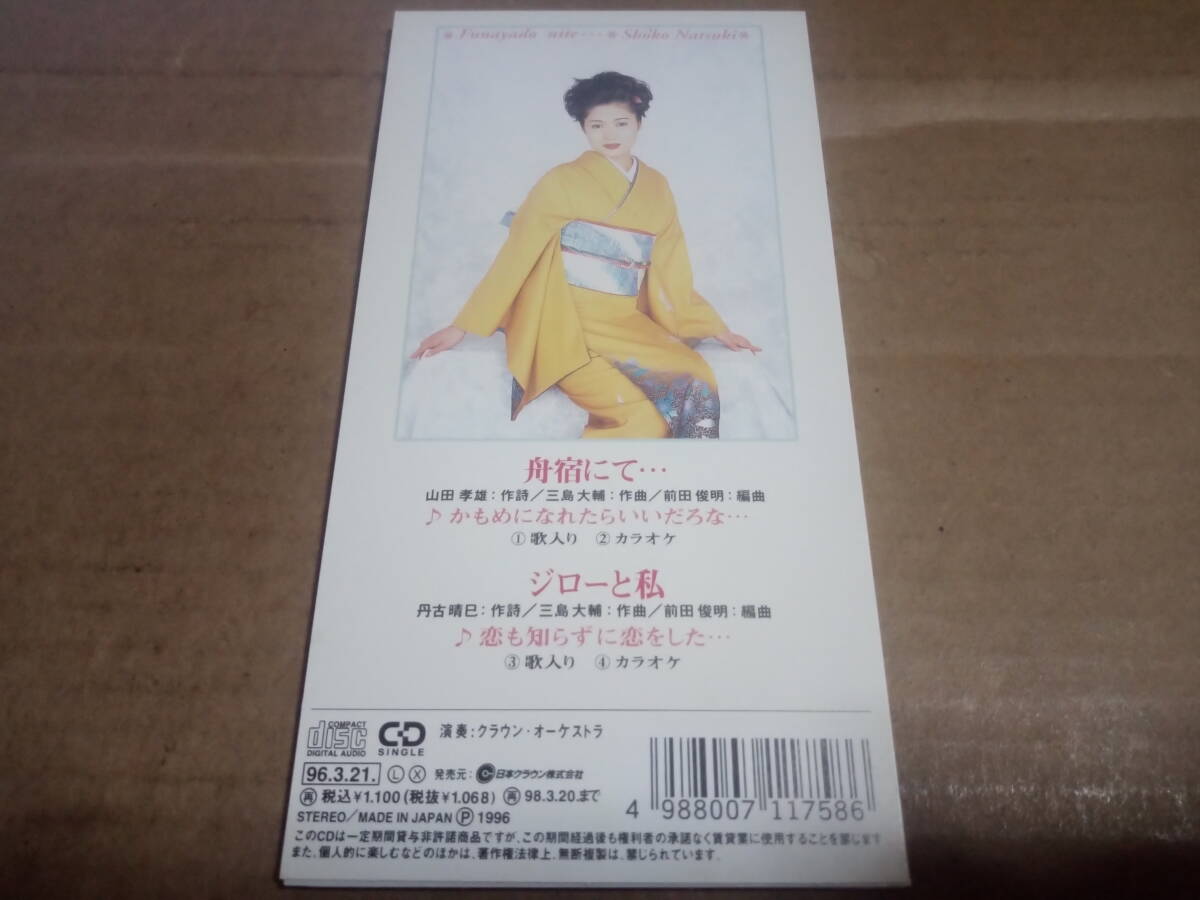 ❀ Funayado nite・・・❀ Shoko Natsuki❀
舟宿にて・・・
山田 孝雄：作詩／三島大輔：作曲／前田 俊明：編曲
♪ かもめになれたらいいだろな・・・
① 歌入り ② カラオケ
ジローと私
丹古晴巳：作詩／三島大輔：作曲／前田 俊明：編曲
♪ 恋も知らずに恋をした・・・
③ 歌入り ④ カラオケ
COMPACT disc DIGITAL AUDIO
CD SINGLE
演奏：クラウン・オーケストラ
96.3.21. Ⓛ Ⓧ 発売元： 日本クラウン株式会社
㊢税込¥1.100(税抜¥1.068) 再98.3.20.まで
STEREO/MADE IN JAPAN Ⓟ 1996
4 988007 117586
このCDは一定期間貸与非許諾商品ですが、この期間経過後も権利者の承諾なく賃貸業に使用することを禁じます
また、個人的に楽しむなどのほかは、著作権法律上、無断複製は、禁じられています。